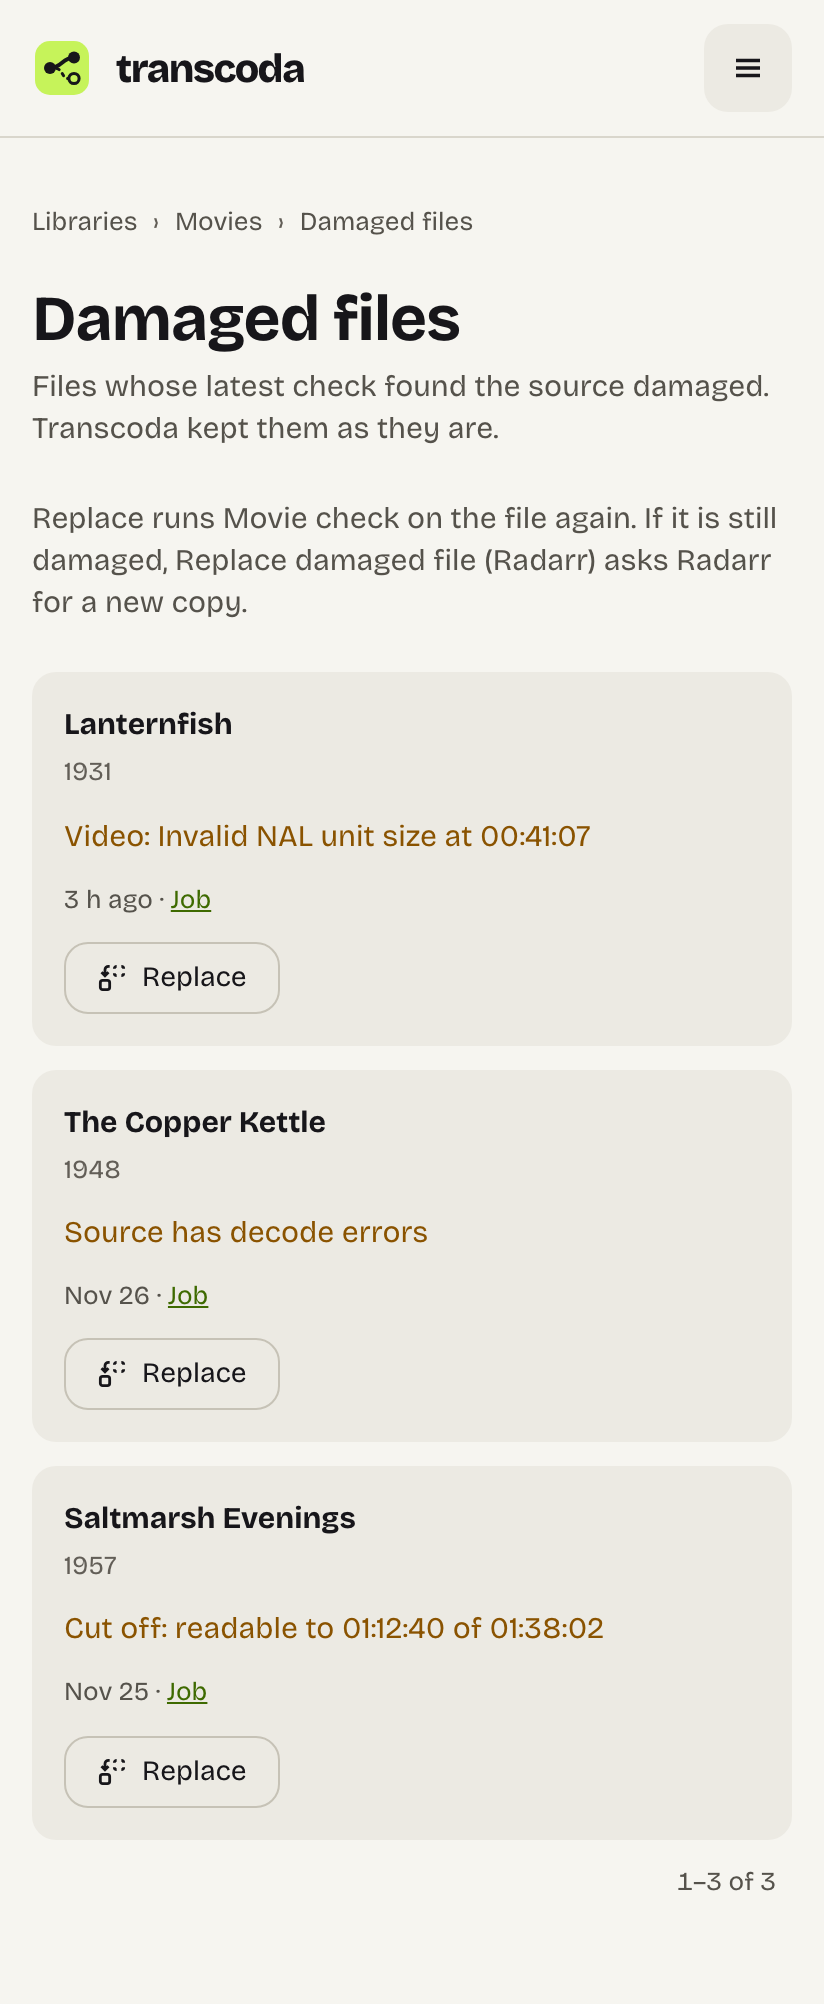 transcoda
Libraries › Movies › Damaged files
Damaged files
Files whose latest check found the source damaged.
Transcoda kept them as they are.
Replace runs Movie check on the file again. If it is still
damaged, Replace damaged file (Radarr) asks Radarr
for a new copy.
Lanternfish
1931
Video: Invalid NAL unit size at 00:41:07
3 h ago · Job
Replace
The Copper Kettle
1948
Source has decode errors
Nov 26 · Job
Replace
Saltmarsh Evenings
1957
Cut off: readable to 01:12:40 of 01:38:02
Nov 25 · Job
Replace
1–3 of 3